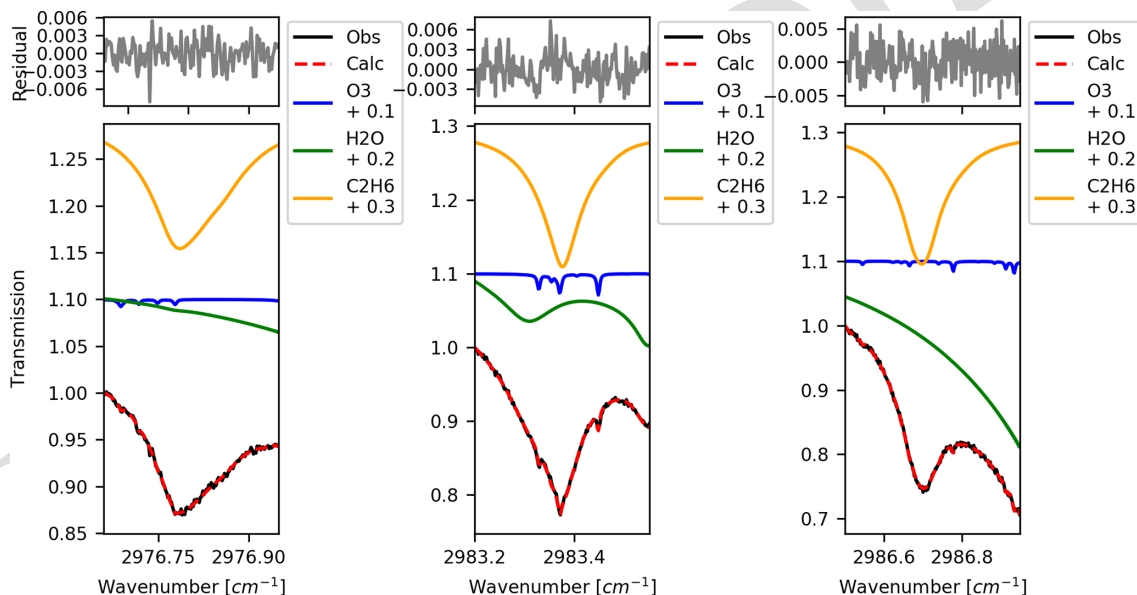 Residual
0.006
0.003
0.000
−0.003
−0.006
Obs
Calc
O3
+ 0.1
H2O
+ 0.2
C2H6
+ 0.3
Transmission
1.25
1.20
1.15
1.10
1.05
1.00
0.95
0.90
0.85
2976.75
2976.90
Wavenumber [cm⁻¹]
0.006
0.003
0.000
−0.003
Obs
Calc
O3
+ 0.1
H2O
+ 0.2
C2H6
+ 0.3
1.3
1.2
1.1
1.0
0.9
0.8
2983.2
2983.4
Wavenumber [cm⁻¹]
0.005
0.000
−0.005
Obs
Calc
O3
+ 0.1
H2O
+ 0.2
C2H6
+ 0.3
1.3
1.2
1.1
1.0
0.9
0.8
0.7
2986.6
2986.8
Wavenumber [cm⁻¹]